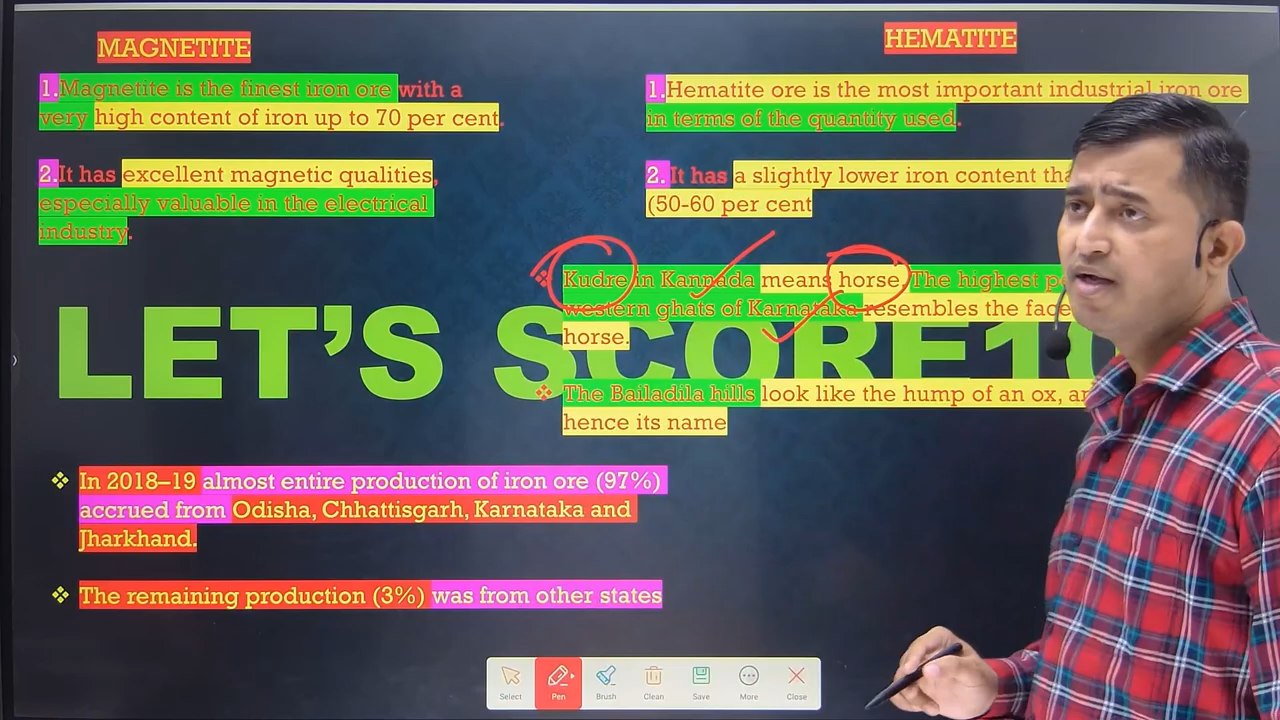 MAGNETITE
1.Magnetite is the finest iron ore with a
very high content of iron up to 70 per cent.
2.It has excellent magnetic qualities,
especially valuable in the electrical
industry.
HEMATITE
1.Hematite ore is the most important industrial iron ore
in terms of the quantity used.
2. It has a slightly lower iron content
(50-60 per cent
❖ Kudre in Kannada means horse. The highest
western ghats of Karnataka resembles the face
horse.
❖ The Bailadila hills look like the hump of an ox,
hence its name
LET'S SCORE
❖ In 2018–19 almost entire production of iron ore (97%)
accrued from Odisha, Chhattisgarh, Karnataka and
Jharkhand.
❖ The remaining production (3%) was from other states
Select Pen Brush Clean Save More Close